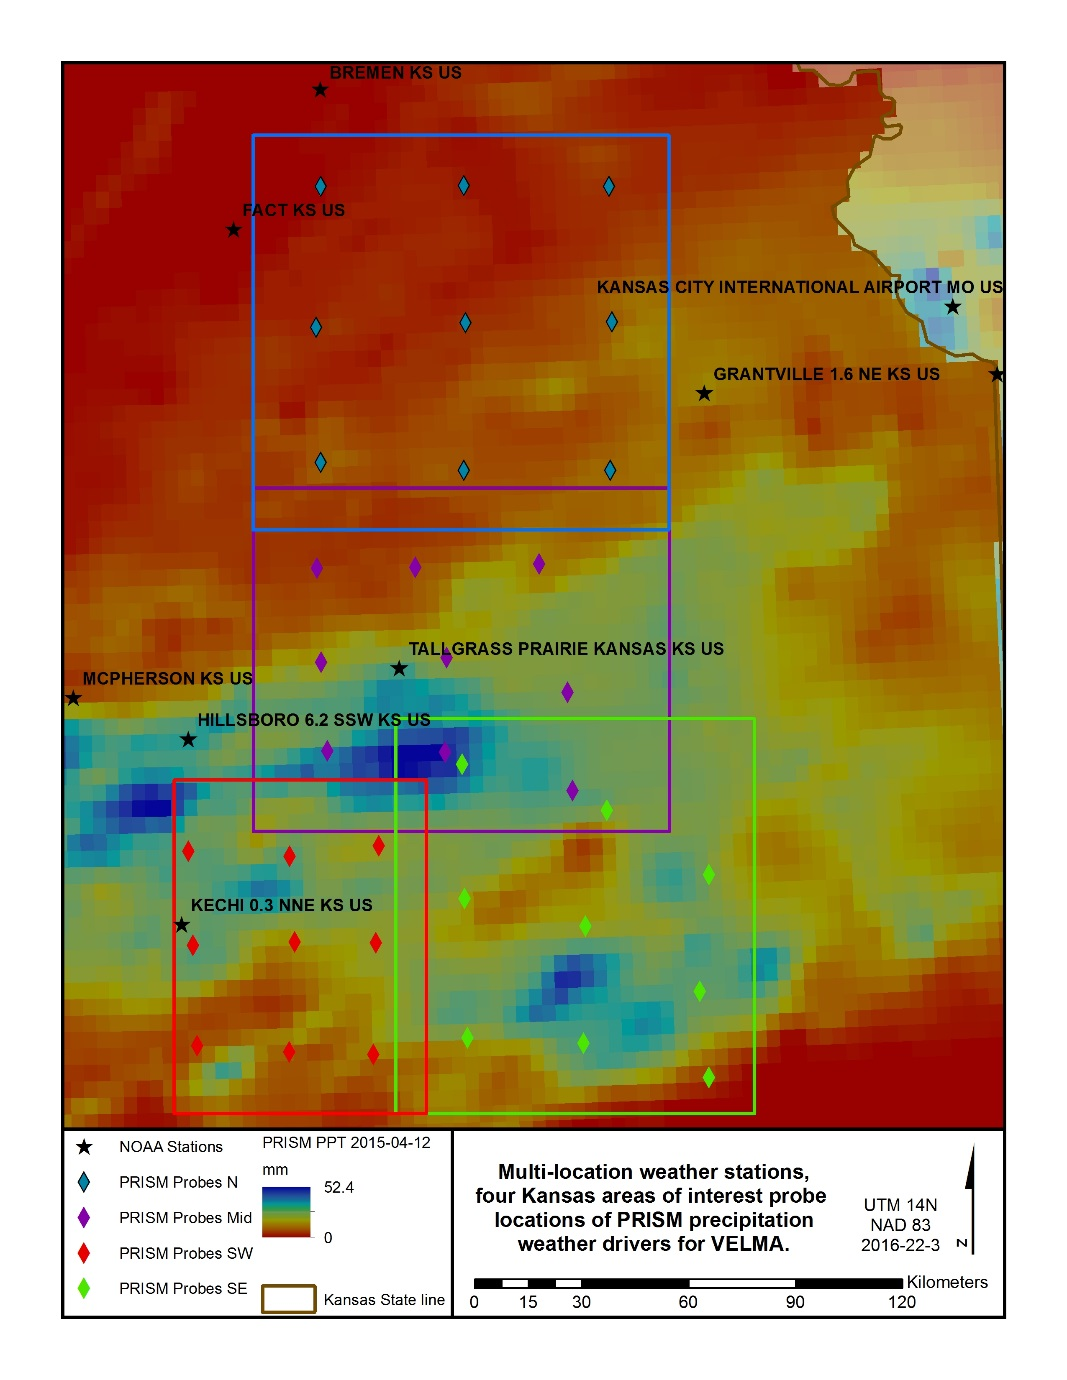 BREMEN KS US
FACT KS US
KANSAS CITY INTERNATIONAL AIRPORT MO US
GRANTVILLE 1.6 NE KS US
TALLGRASS PRAIRIE KANSAS KS US
MCPHERSON KS US
HILLSBORO 6.2 SSW KS US
KECHI 0.3 NNE KS US
NOAA Stations
PRISM Probes N
PRISM Probes Mid
PRISM Probes SW
PRISM Probes SE
PRISM PPT 2015-04-12
mm
52.4
0
Kansas State line
Multi-location weather stations,
four Kansas areas of interest probe
locations of PRISM precipitation
weather drivers for VELMA.
UTM 14N
NAD 83
2016-22-3
N
Kilometers
0 15 30 60 90 120